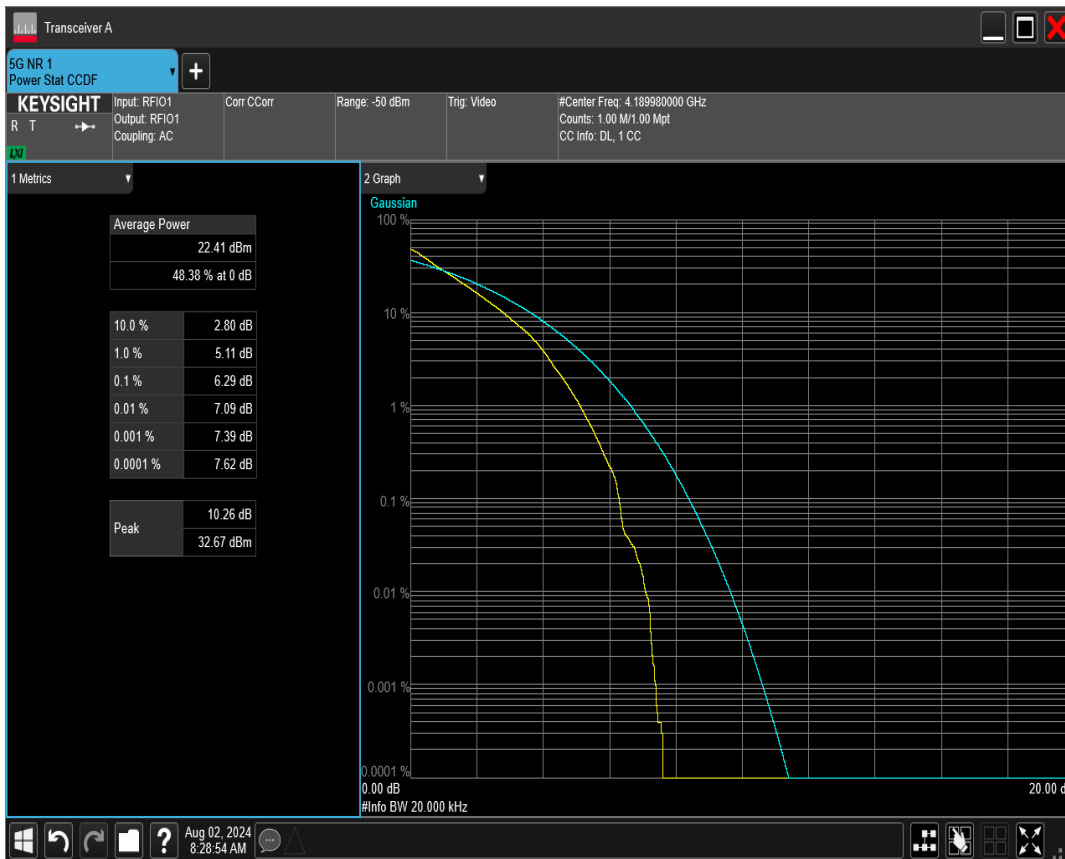 Transceiver A
5G NR 1
Power Stat CCDF
+
KEYSIGHT
R T
LXI
Input: RFIO1
Output: RFIO1
Coupling: AC
Corr CCorr
Range: -50 dBm
Trig: Video
#Center Freq: 4.189980000 GHz
Counts: 1.00 M/1.00 Mpt
CC Info: DL, 1 CC
1 Metrics
Average Power
22.41 dBm
48.38 % at 0 dB
10.0 % 2.80 dB
1.0 % 5.11 dB
0.1 % 6.29 dB
0.01 % 7.09 dB
0.001 % 7.39 dB
0.0001 % 7.62 dB
Peak
10.26 dB
32.67 dBm
2 Graph
Gaussian
100 %
10 %
1 %
0.1 %
0.01 %
0.001 %
0.0001 %
0.00 dB
20.00 d
#Info BW 20.000 kHz
?
Aug 02, 2024
8:28:54 AM